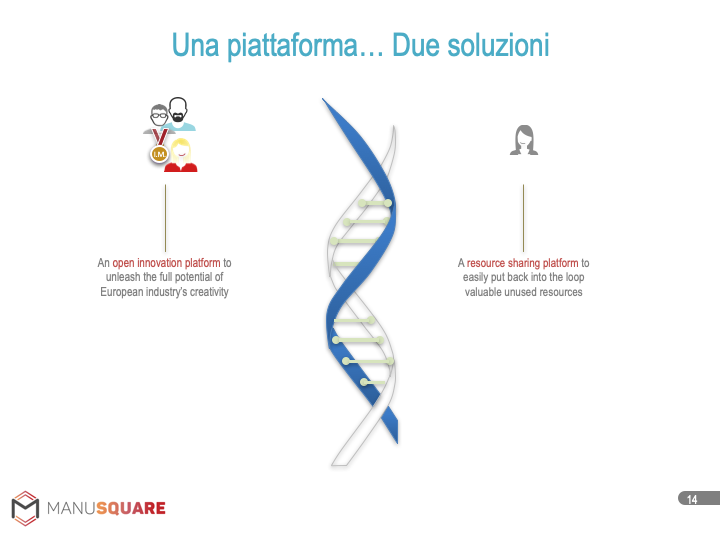 Una piattaforma… Due soluzioni
I.M.
An open innovation platform to
unleash the full potential of
European industry's creativity
A resource sharing platform to
easily put back into the loop
valuable unused resources
MANUSQUARE
14